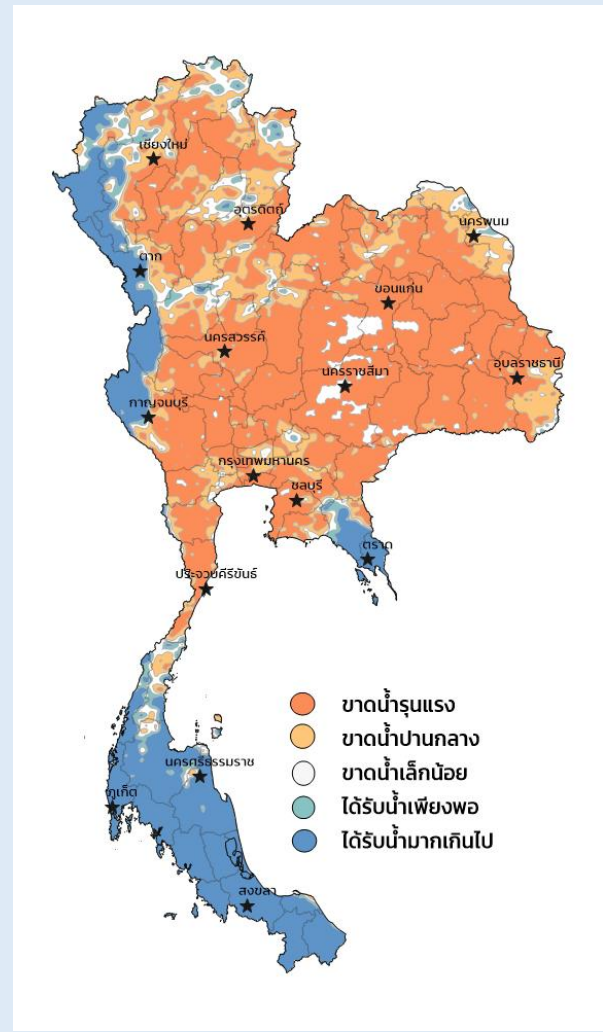 เชียงใหม่
อุตรดิตถ์
นครพนม
ตาก
ขอนแก่น
นครสวรรค์
อุบลราชธานี
นครราชสีมา
กาญจนบุรี
กรุงเทพมหานคร
ชลบุรี
ตราด
ประจวบคีรีขันธ์
ขาดน้ำรุนแรง
ขาดน้ำปานกลาง
นครศรีธรรมราช
ขาดน้ำเล็กน้อย
ภูเก็ต
ได้รับน้ำเพียงพอ
ได้รับน้ำมากเกินไป
สงขลา